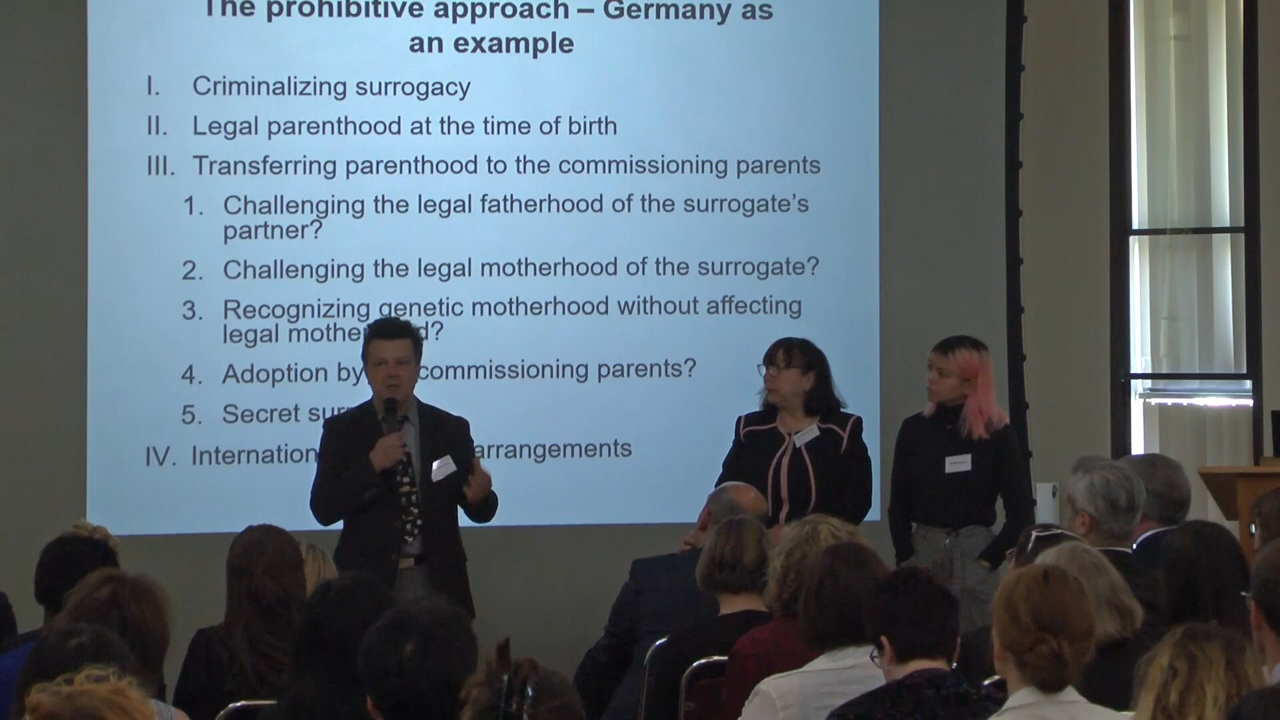 The prohibitive approach – Germany as
an example
I. Criminalizing surrogacy
II. Legal parenthood at the time of birth
III. Transferring parenthood to the commissioning parents
1. Challenging the legal fatherhood of the surrogate's
partner?
2. Challenging the legal motherhood of the surrogate?
3. Recognizing genetic motherhood without affecting
legal mothe d?
4. Adoption by commissioning parents?
5. Secret sur
IV. Internation arrangements